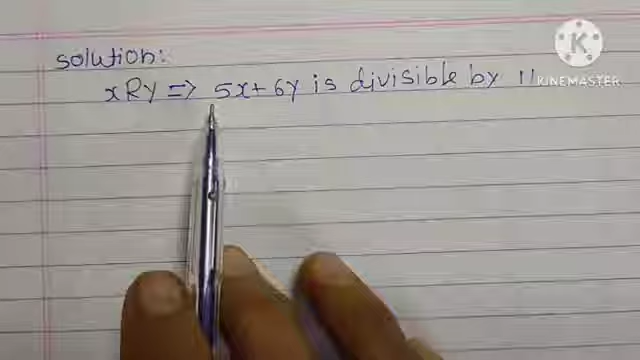 solution:
xRy => 5x+6y is divisible by 11
K
KINEMASTER